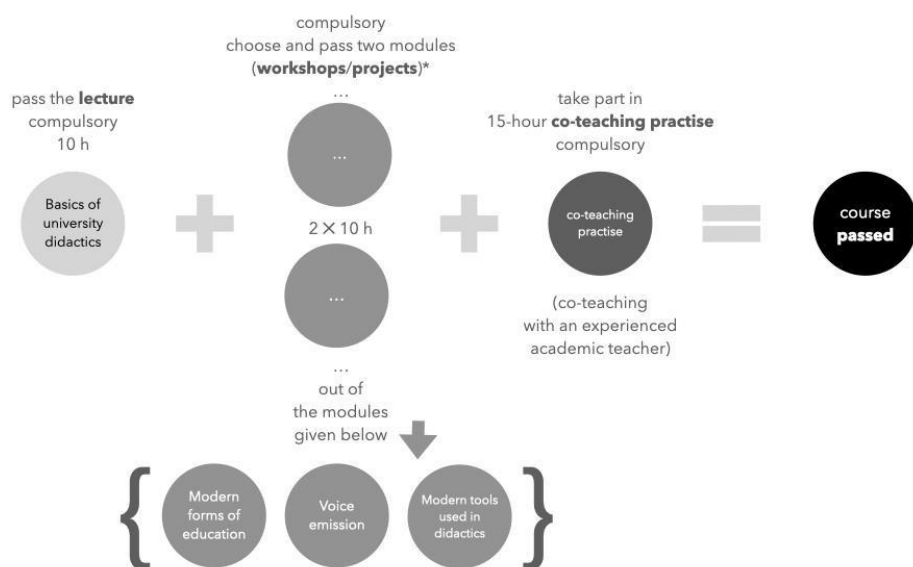 compulsory
choose and pass two modules
(workshops/projects)*
...
pass the lecture
compulsory
10 h
Basics of
university
didactics
...
2 × 10 h
...
...
out of
the modules
given below
take part in
15-hour co-teaching practise
compulsory
co-teaching
practise
(co-teaching
with an experienced
academic teacher)
course
passed
Modern
forms of
education
Voice
emission
Modern tools
used in
didactics